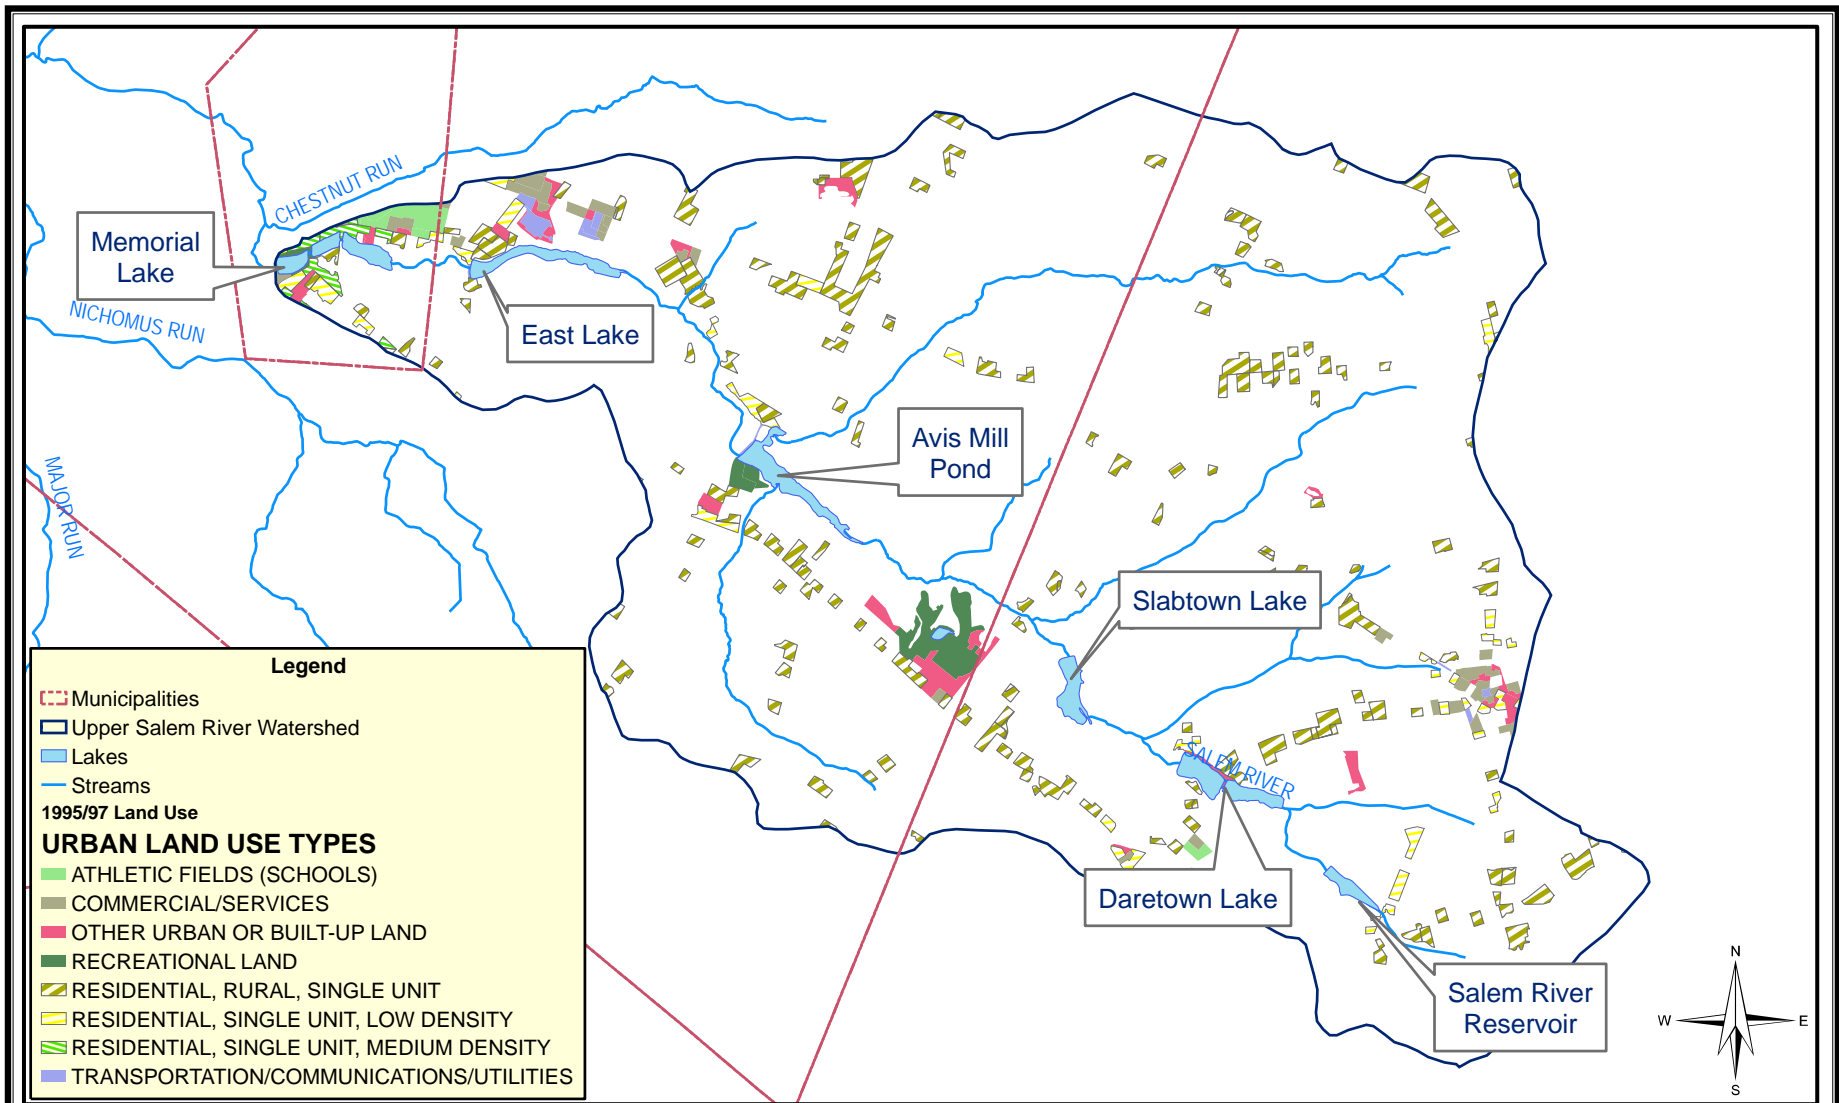 CHESTNUT RUN
Memorial
Lake
NICHOMUS RUN
East Lake
Avis Mill
Pond
MAJOR RUN
Slabtown Lake
SALEM RIVER
Daretown Lake
Salem River
Reservoir
N
W
E
S
Legend
Municipalities
Upper Salem River Watershed
Lakes
Streams
1995/97 Land Use
URBAN LAND USE TYPES
ATHLETIC FIELDS (SCHOOLS)
COMMERCIAL/SERVICES
OTHER URBAN OR BUILT-UP LAND
RECREATIONAL LAND
RESIDENTIAL, RURAL, SINGLE UNIT
RESIDENTIAL, SINGLE UNIT, LOW DENSITY
RESIDENTIAL, SINGLE UNIT, MEDIUM DENSITY
TRANSPORTATION/COMMUNICATIONS/UTILITIES